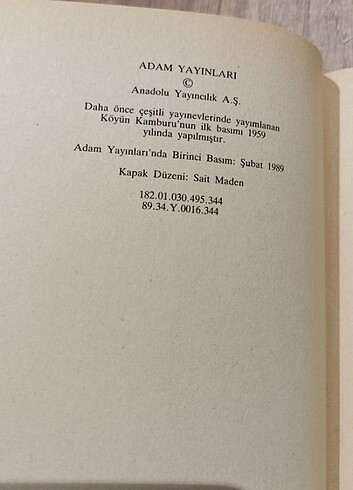 ADAM YAYINLARI
©
Anadolu Yayıncılık A.Ş.
Daha önce çeşitli yayınevlerinde yayımlanan
Köyün Kamburu'nun ilk basımı 1959
yılında yapılmıştır.
Adam Yayınları'nda Birinci Basım: Şubat 1989
Kapak Düzeni: Sait Maden
182.01.030.495.344
89.34.Y.0016.344